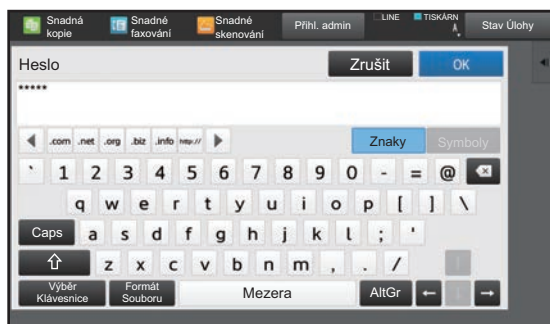 Snadná kopie
Snadné faxování
Snadné skenování
Přihl. admin
LINE
TISKÁRN
Stav Úlohy
Heslo
Zrušit
OK
*****
.com .net .org .biz .info http://
Znaky
Symboly
` 1 2 3 4 5 6 7 8 9 0 - = @
q w e r t y u i o p [ ] \
Caps a s d f g h j k l ; '
z x c v b n m , . /
Výběr Klávesnice
Formát Souboru
Mezera
AltGr
← ↓ →